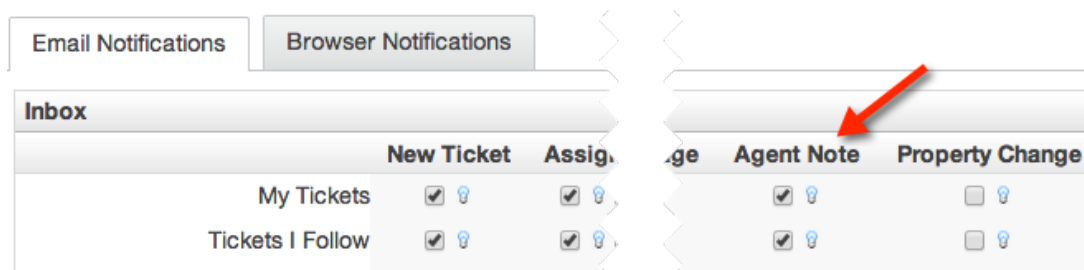 Email Notifications Browser Notifications
Inbox
New Ticket Agent Note Property Change
My Tickets
Tickets I Follow